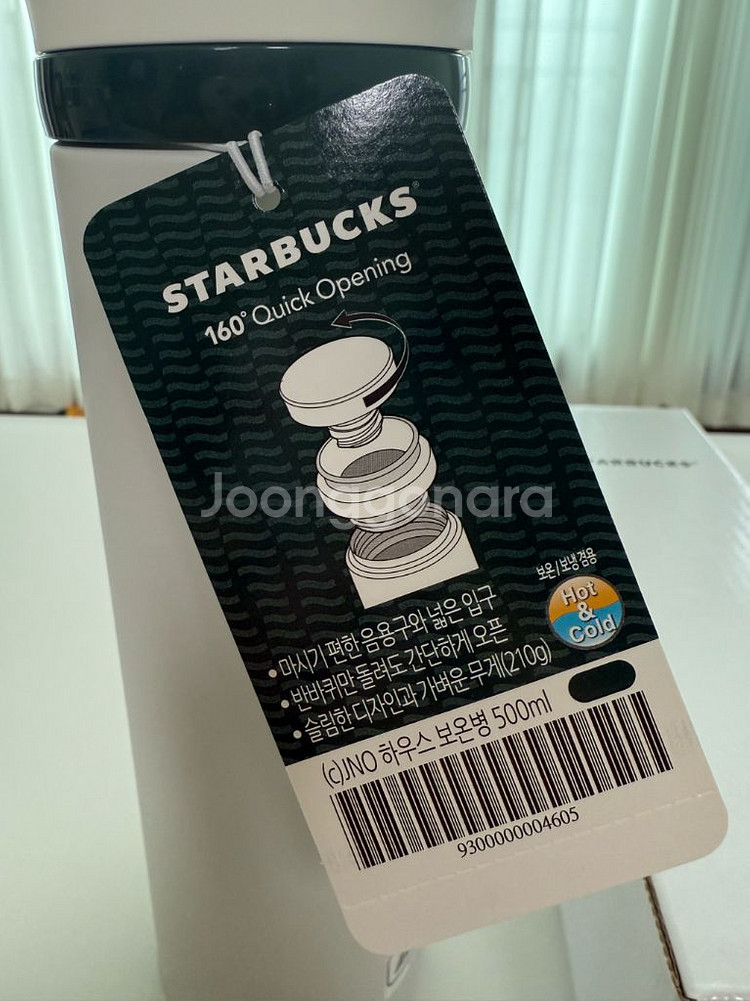 STARBUCKS®
160° Quick Opening
Joonggonara
STARBUCKS
보온/보냉 겸용
Hot
&
Cold
• 마시기 편한 음용구와 넓은 입구
• 반바퀴만 돌려도 간단하게 오픈
• 슬림한 디자인과 가벼운 무게(210g)
(c)JNO 하우스 보온병 500ml
9300000004605